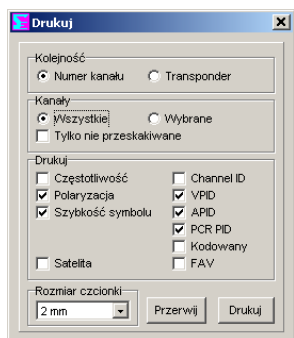 Drukuj
Kolejność
Numer kanału Transponder
Kanały
Wszystkie Wybrane
Tylko nie przeskakiwane
Drukuj
Częstotliwość Channel ID
Polaryzacja VPID
Szybkość symbolu APID
PCR PID
Kodowany
Satelita FAV
Rozmiar czcionki
2 mm Przerwij Drukuj